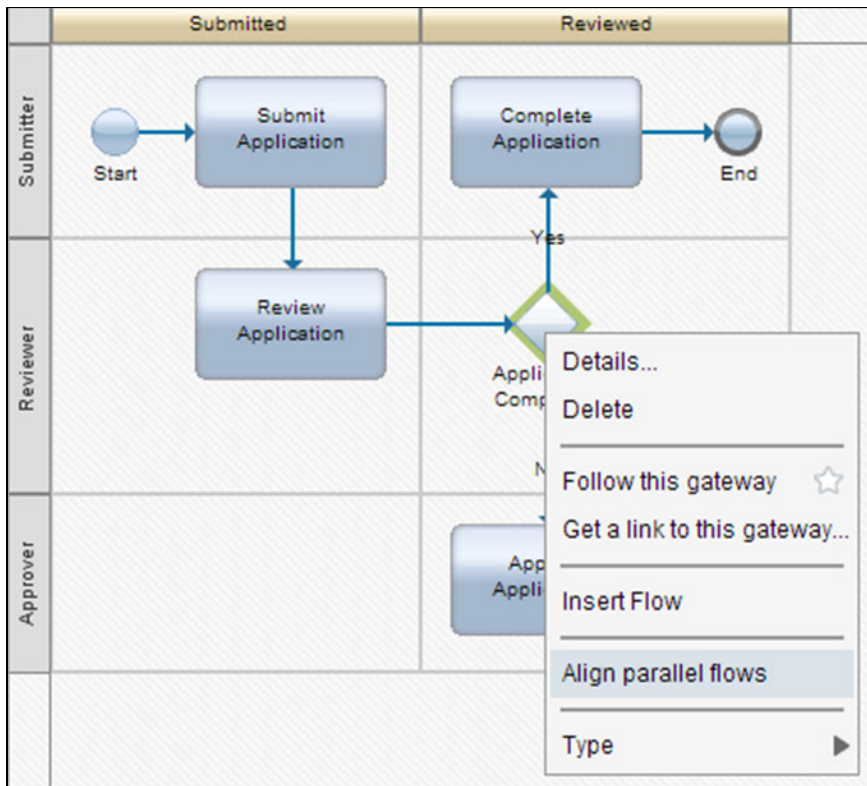 Submitted
Reviewed
Submitter
Start
Submit
Application
Complete
Application
End
Yes
Reviewer
Review
Application
Details...
Delete
Follow this gateway
Get a link to this gateway...
Insert Flow
Approver
Align parallel flows
Type